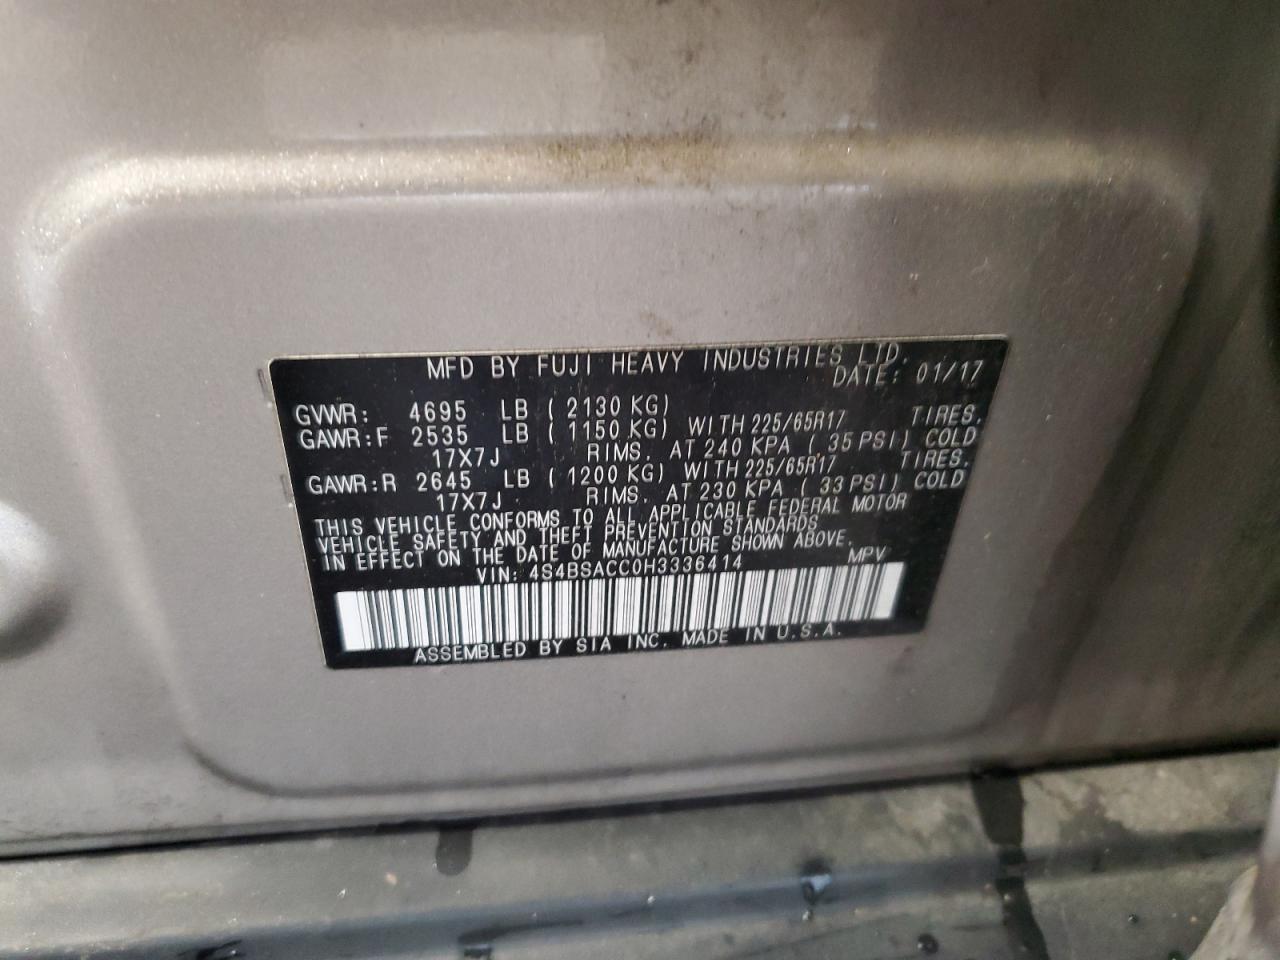 MFD BY FUJI HEAVY INDUSTRIES LTD.
DATE: 01/17
GVWR: 4695 LB ( 2130 KG)
GAWR:F 2535 LB ( 1150 KG) WITH 225/65R17 TIRES.
17X7J RIMS. AT 240 KPA ( 35 PSI) COLD
GAWR:R 2645 LB ( 1200 KG) WITH 225/65R17 TIRES.
17X7J RIMS. AT 230 KPA ( 33 PSI) COLD
THIS VEHICLE CONFORMS TO ALL APPLICABLE FEDERAL MOTOR
VEHICLE SAFETY AND THEFT PREVENTION STANDARDS
IN EFFECT ON THE DATE OF MANUFACTURE SHOWN ABOVE.
VIN: 4S4BSACC0H3336414 MPV
ASSEMBLED BY SIA INC. MADE IN U.S.A.